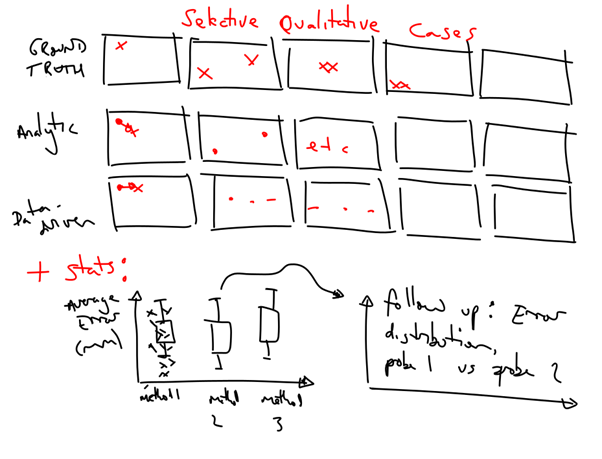 Selective Qualitative Cases
GROUND
TRUTH
Analytic
etc
Data-
driven
+ stats:
Average
Error
(mm)
method 1
method
2
method
3
follow up: Error
distribution,
probe 1 vs probe 2